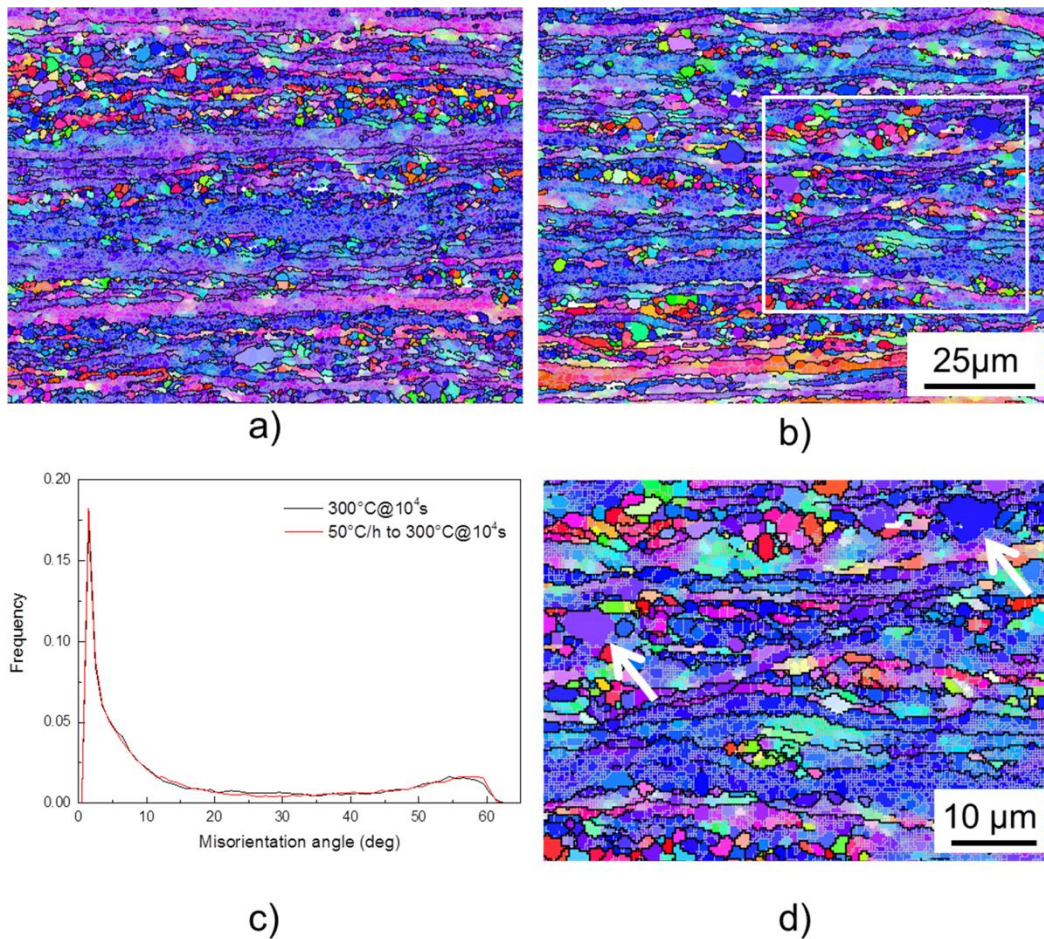 25µm
a)
b)
0.20
0.15
0.10
0.05
0.00
Frequency
300°C@10⁴s
50°C/h to 300°C@10⁴s
0
10
20
30
40
50
60
Misorientation angle (deg)
10 µm
c)
d)